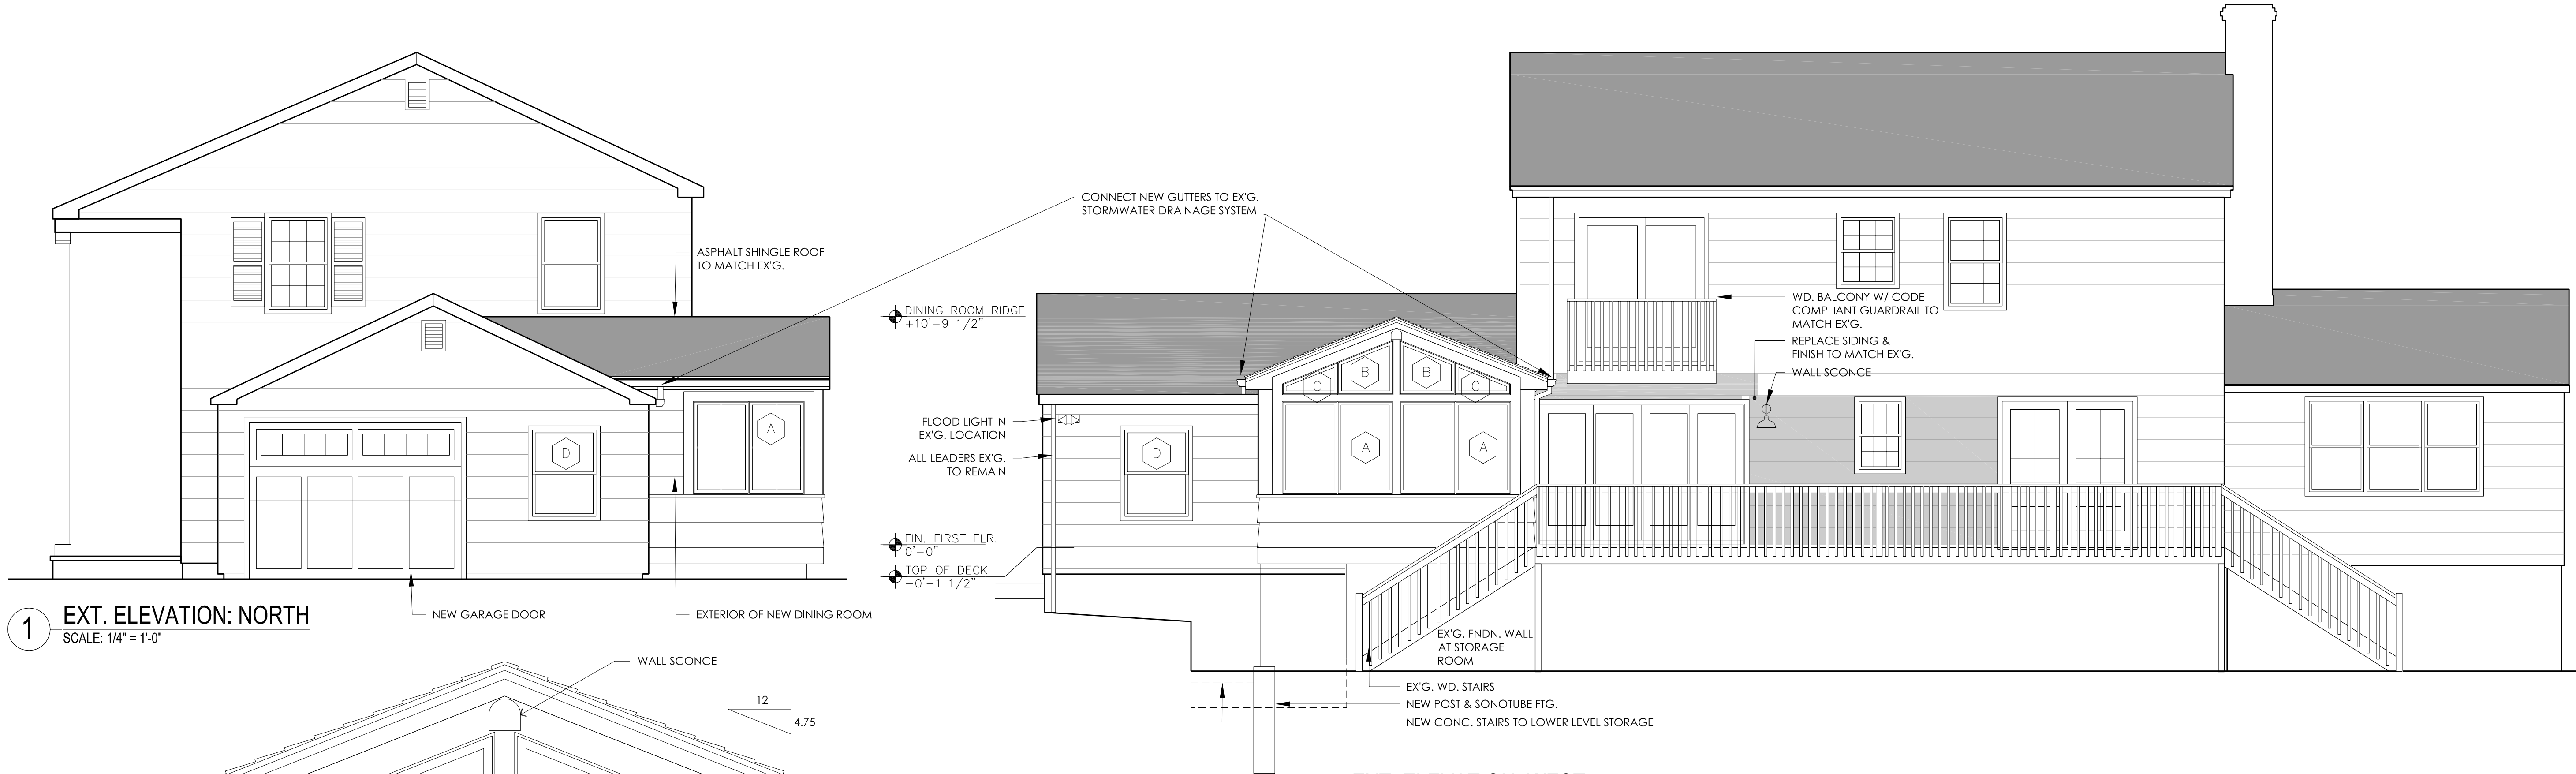 ASPHALT SHINGLE ROOF
TO MATCH EX'G.
D
A
NEW GARAGE DOOR
EXTERIOR OF NEW DINING ROOM
1
EXT. ELEVATION: NORTH
SCALE: 1/4" = 1'-0"
WALL SCONCE
12
4.75
CONNECT NEW GUTTERS TO EX'G.
STORMWATER DRAINAGE SYSTEM
DINING ROOM RIDGE
+10'-9 1/2"
FLOOD LIGHT IN
EX'G. LOCATION
ALL LEADERS EX'G.
TO REMAIN
FIN. FIRST FLR.
0'-0"
TOP OF DECK
-0'-1 1/2"
C
B
B
C
D
A
A
WD. BALCONY W/ CODE
COMPLIANT GUARDRAIL TO
MATCH EX'G.
REPLACE SIDING &
FINISH TO MATCH EX'G.
WALL SCONCE
EX'G. FNDN. WALL
AT STORAGE
ROOM
EX'G. WD. STAIRS
NEW POST & SONOTUBE FTG.
NEW CONC. STAIRS TO LOWER LEVEL STORAGE